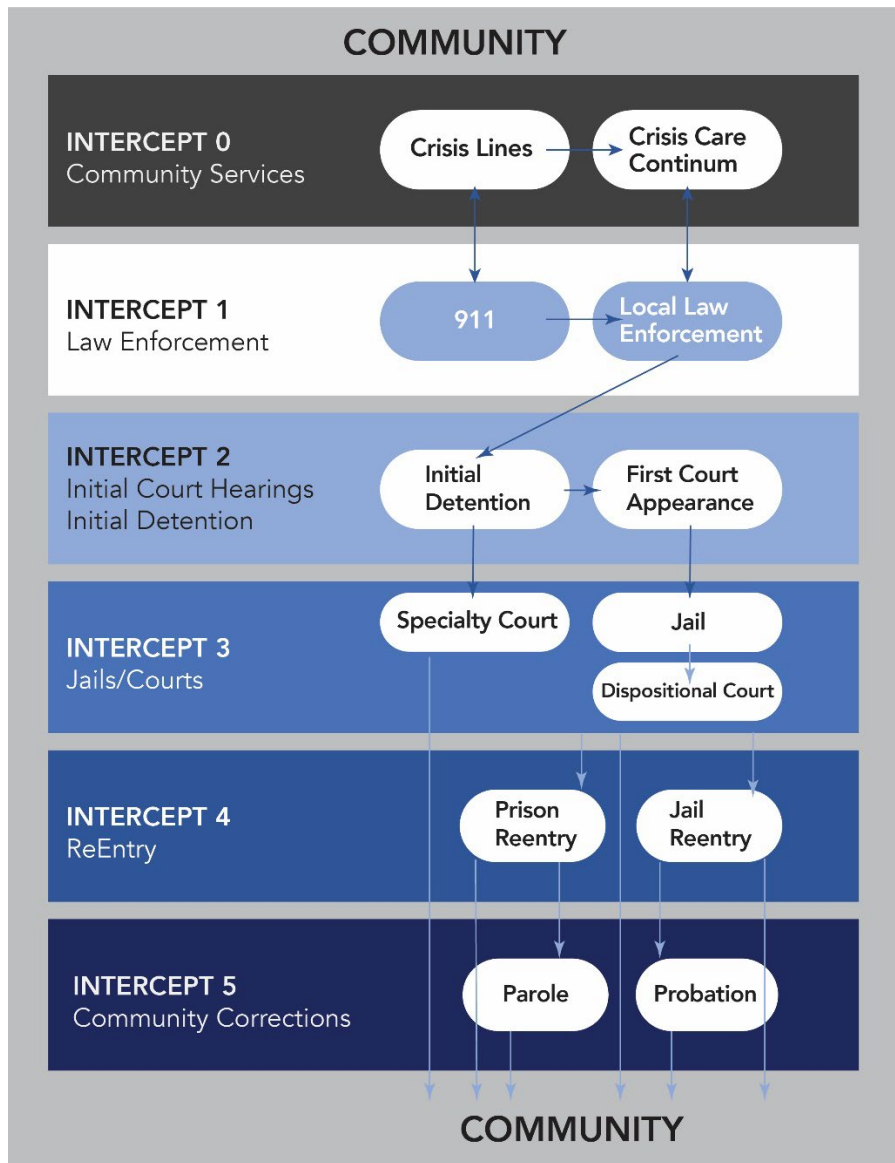 COMMUNITY
INTERCEPT 0
Community Services
Crisis Lines
Crisis Care
Continum
INTERCEPT 1
Law Enforcement
911
Local Law
Enforcement
INTERCEPT 2
Initial Court Hearings
Initial Detention
Initial
Detention
First Court
Appearance
INTERCEPT 3
Jails/Courts
Specialty Court
Jail
Dispositional Court
INTERCEPT 4
ReEntry
Prison
Reentry
Jail
Reentry
INTERCEPT 5
Community Corrections
Parole
Probation
COMMUNITY